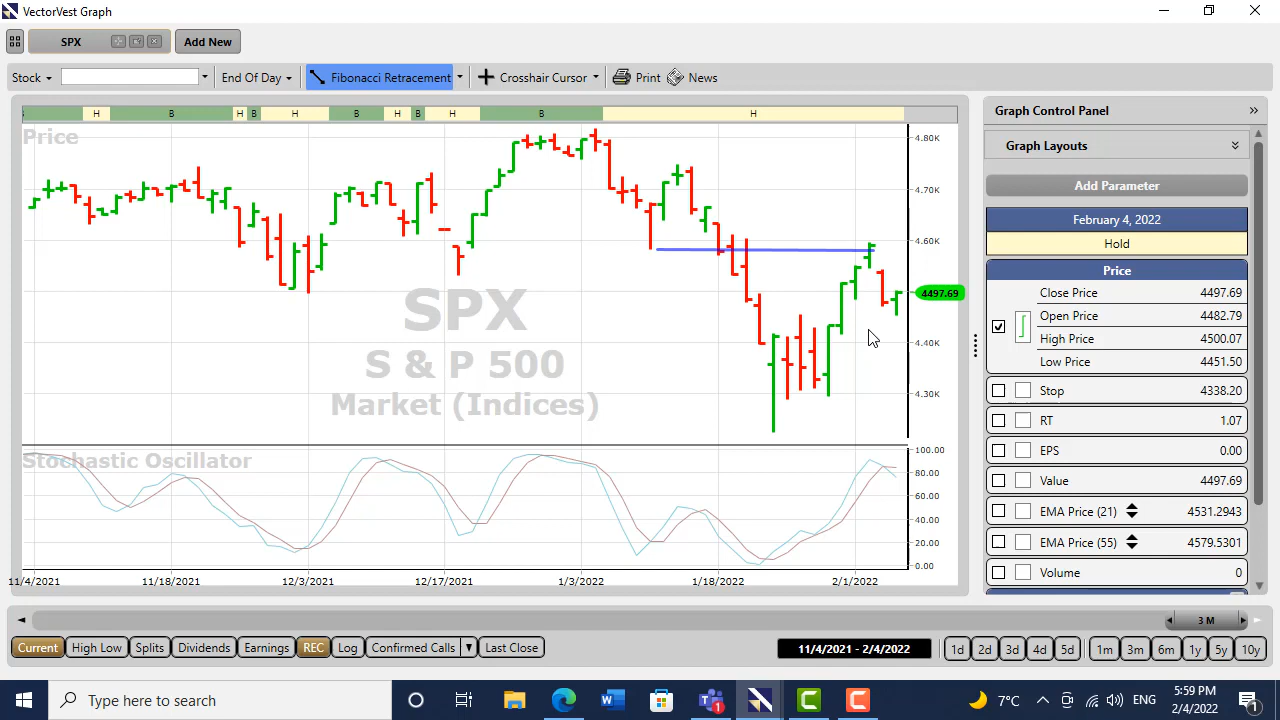 VectorVest Graph
SPX
Add New
Stock
End Of Day
Fibonacci Retracement
Crosshair Cursor
Print
News
H B H B H B H B H B H
Price
4.80K
4.70K
4.60K
4497.69
4.40K
4.30K
SPX
S & P 500
Market (Indices)
Stochastic Oscillator
100.00
80.00
60.00
40.00
20.00
0.00
11/4/2021 11/18/2021 12/3/2021 12/17/2021 1/3/2022 1/18/2022 2/1/2022
Graph Control Panel
Graph Layouts
Add Parameter
February 4, 2022
Hold
Price
Close Price 4497.69
Open Price 4482.79
High Price 4500.07
Low Price 4451.50
Stop 4338.20
RT 1.07
EPS 0.00
Value 4497.69
EMA Price (21) 4531.2943
EMA Price (55) 4579.5301
Volume 0
3 M
Current High Low Splits Dividends Earnings REC Log Confirmed Calls Last Close
11/4/2021 - 2/4/2022
1d 2d 3d 4d 5d 1m 3m 6m 1y 5y 10y
Type here to search
7°C
ENG
5:59 PM
2/4/2022
1
1